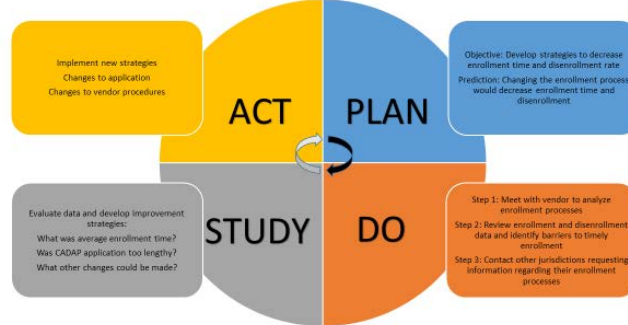 Implement new strategies
Changes to application
Changes to vendor procedures
ACT
PLAN
Objective: Develop strategies to decrease
enrollment time and disenrollment rate
Prediction: Changing the enrollment process
would decrease enrollment time and
disenrollment
Evaluate data and develop improvement
strategies:
What was average enrollment time?
Was CADAP application too lengthy?
What other changes could be made?
STUDY
DO
Step 1: Meet with vendor to analyze
enrollment processes
Step 2: Review enrollment and disenrollment
data and identify barriers to timely
enrollment
Step 3: Contact other jurisdictions requesting
information regarding their enrollment
processes